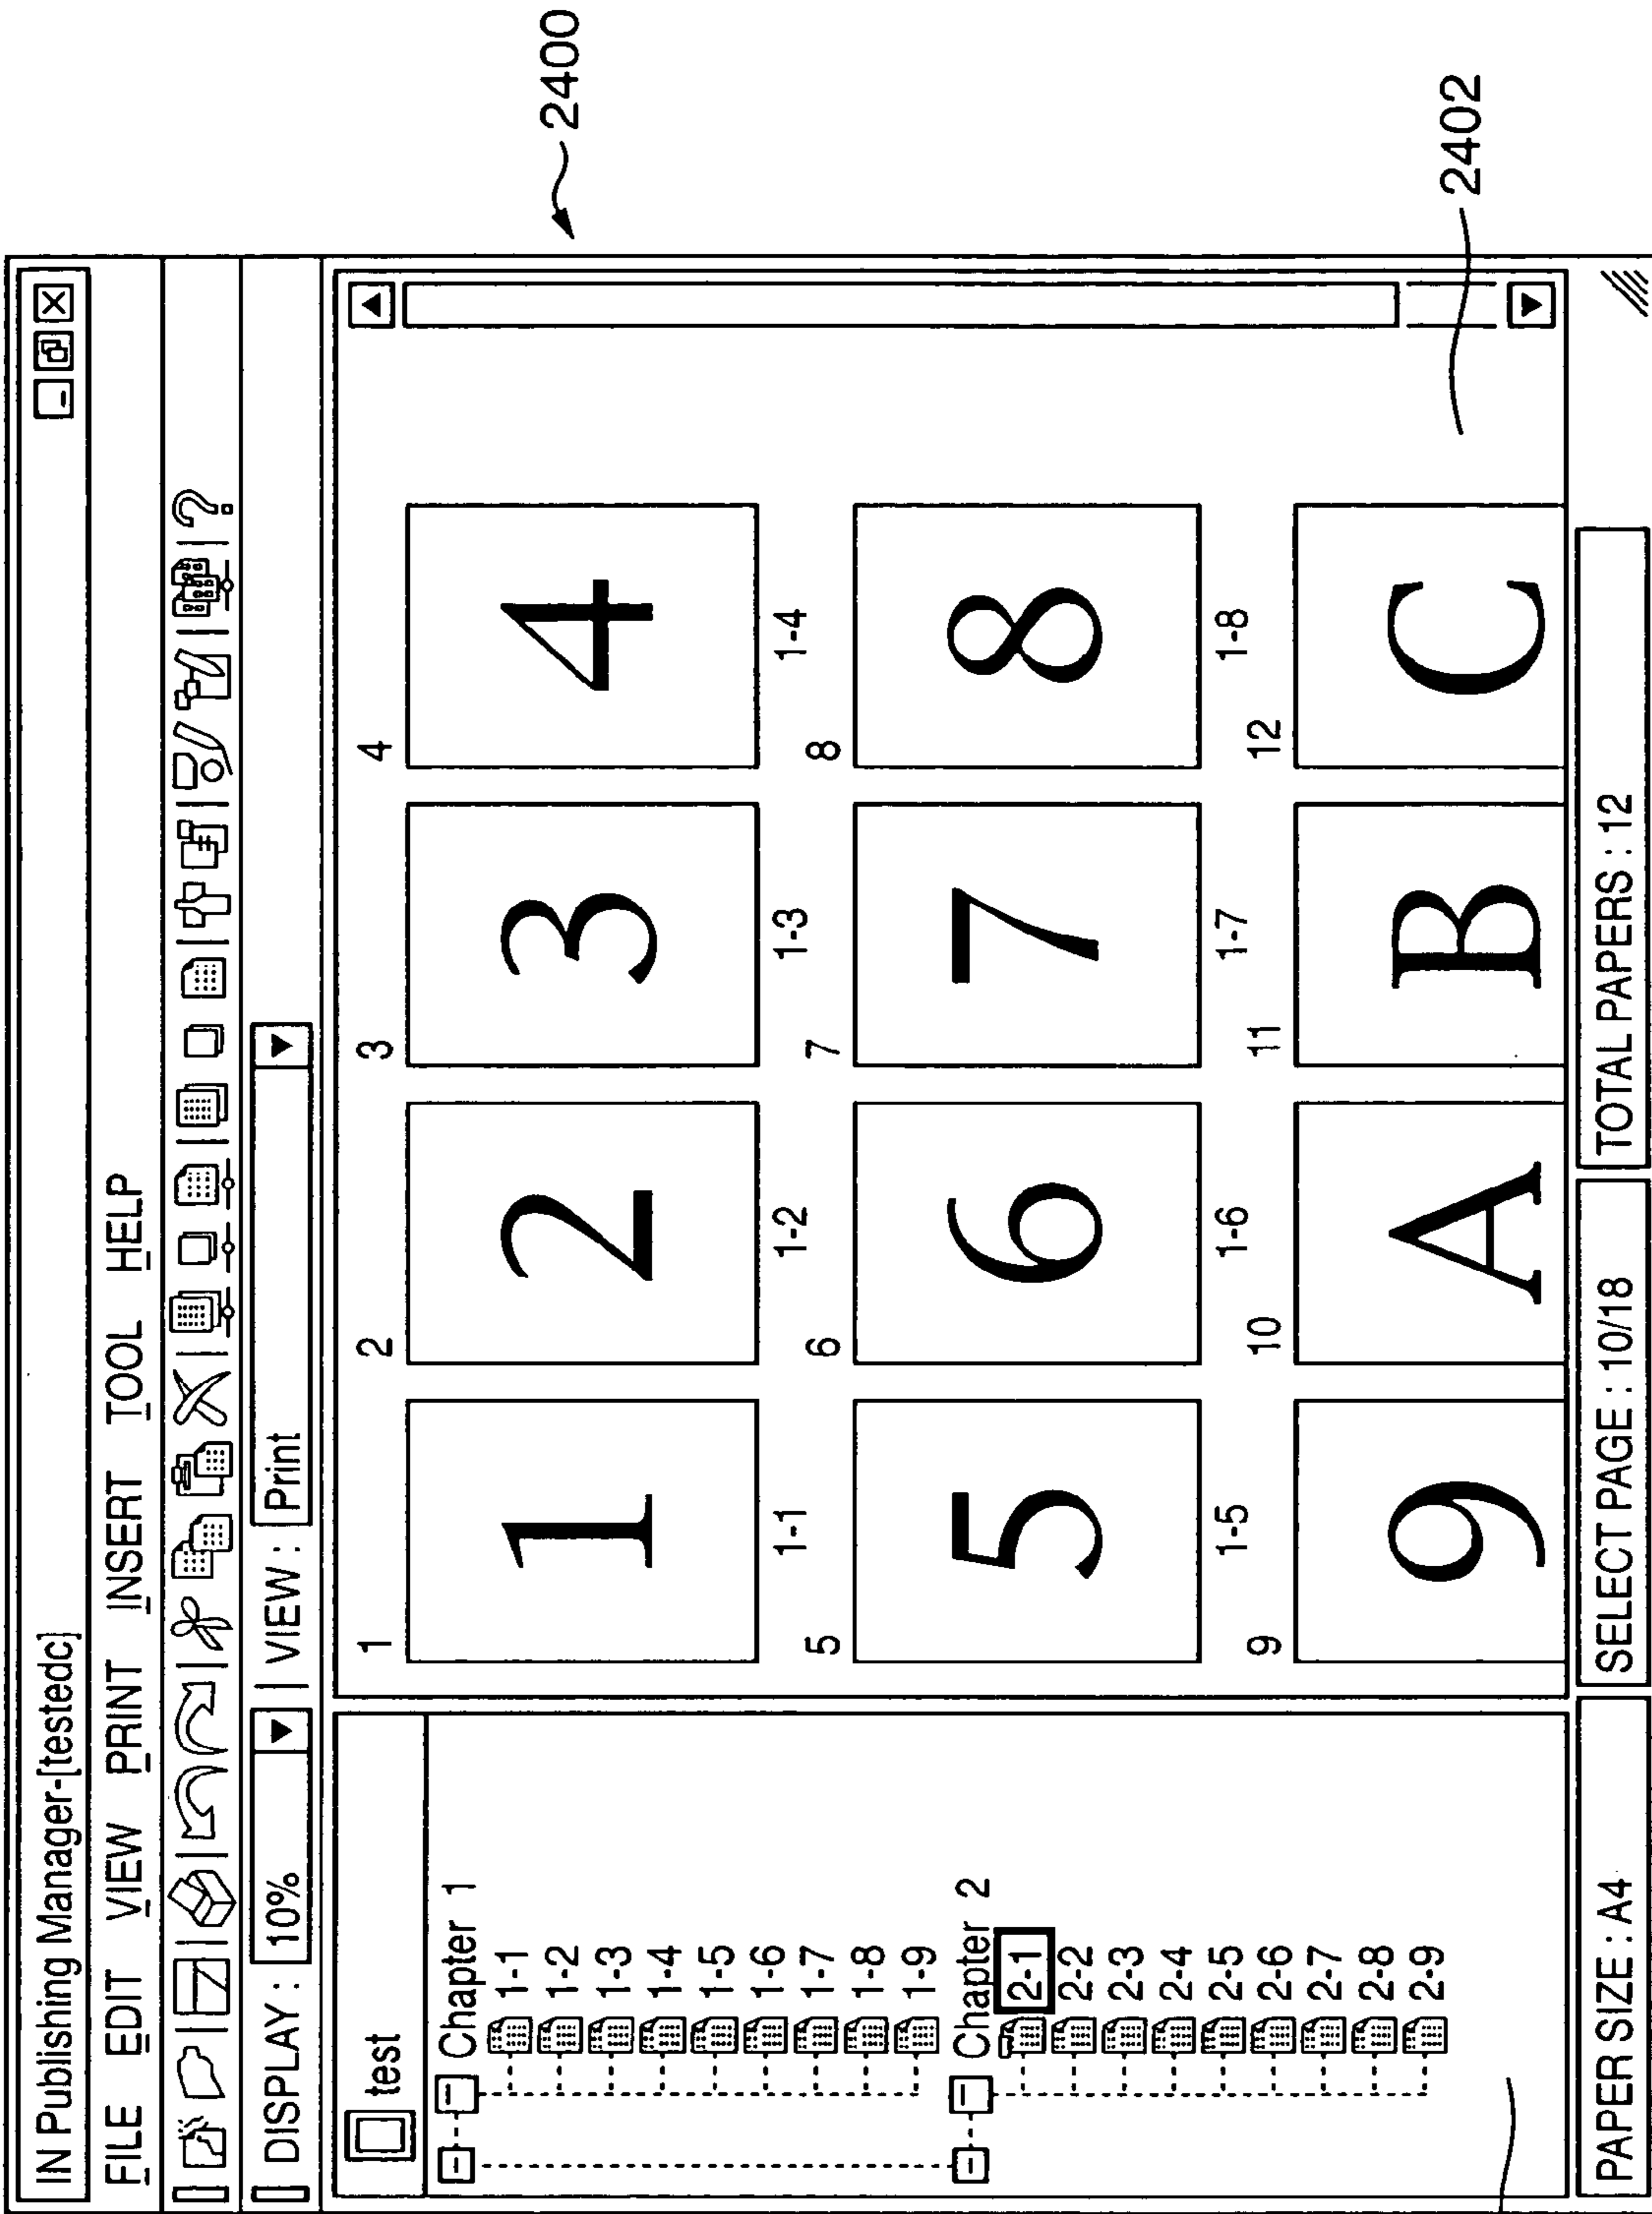 2400
IN Publishing Manager-[testedc]
FILE EDIT VIEW PRINT INSERT TOOL HELP
?
DISPLAY : 10% VIEW : Print
test
Chapter 1
1-1
1-2
1-3
1-4
1-5
1-6
1-7
1-8
1-9
Chapter 2
2-1
2-2
2-3
2-4
2-5
2-6
2-7
2-8
2-9
1 2 3 4
1 2 3 4
1-1 1-2 1-3 1-4
5 6 7 8
5 6 7 8
1-5 1-6 1-7 1-8
9 10 11 12
9 A B C
2402
PAPER SIZE : A4 SELECT PAGE : 10/18 TOTAL PAPERS : 12